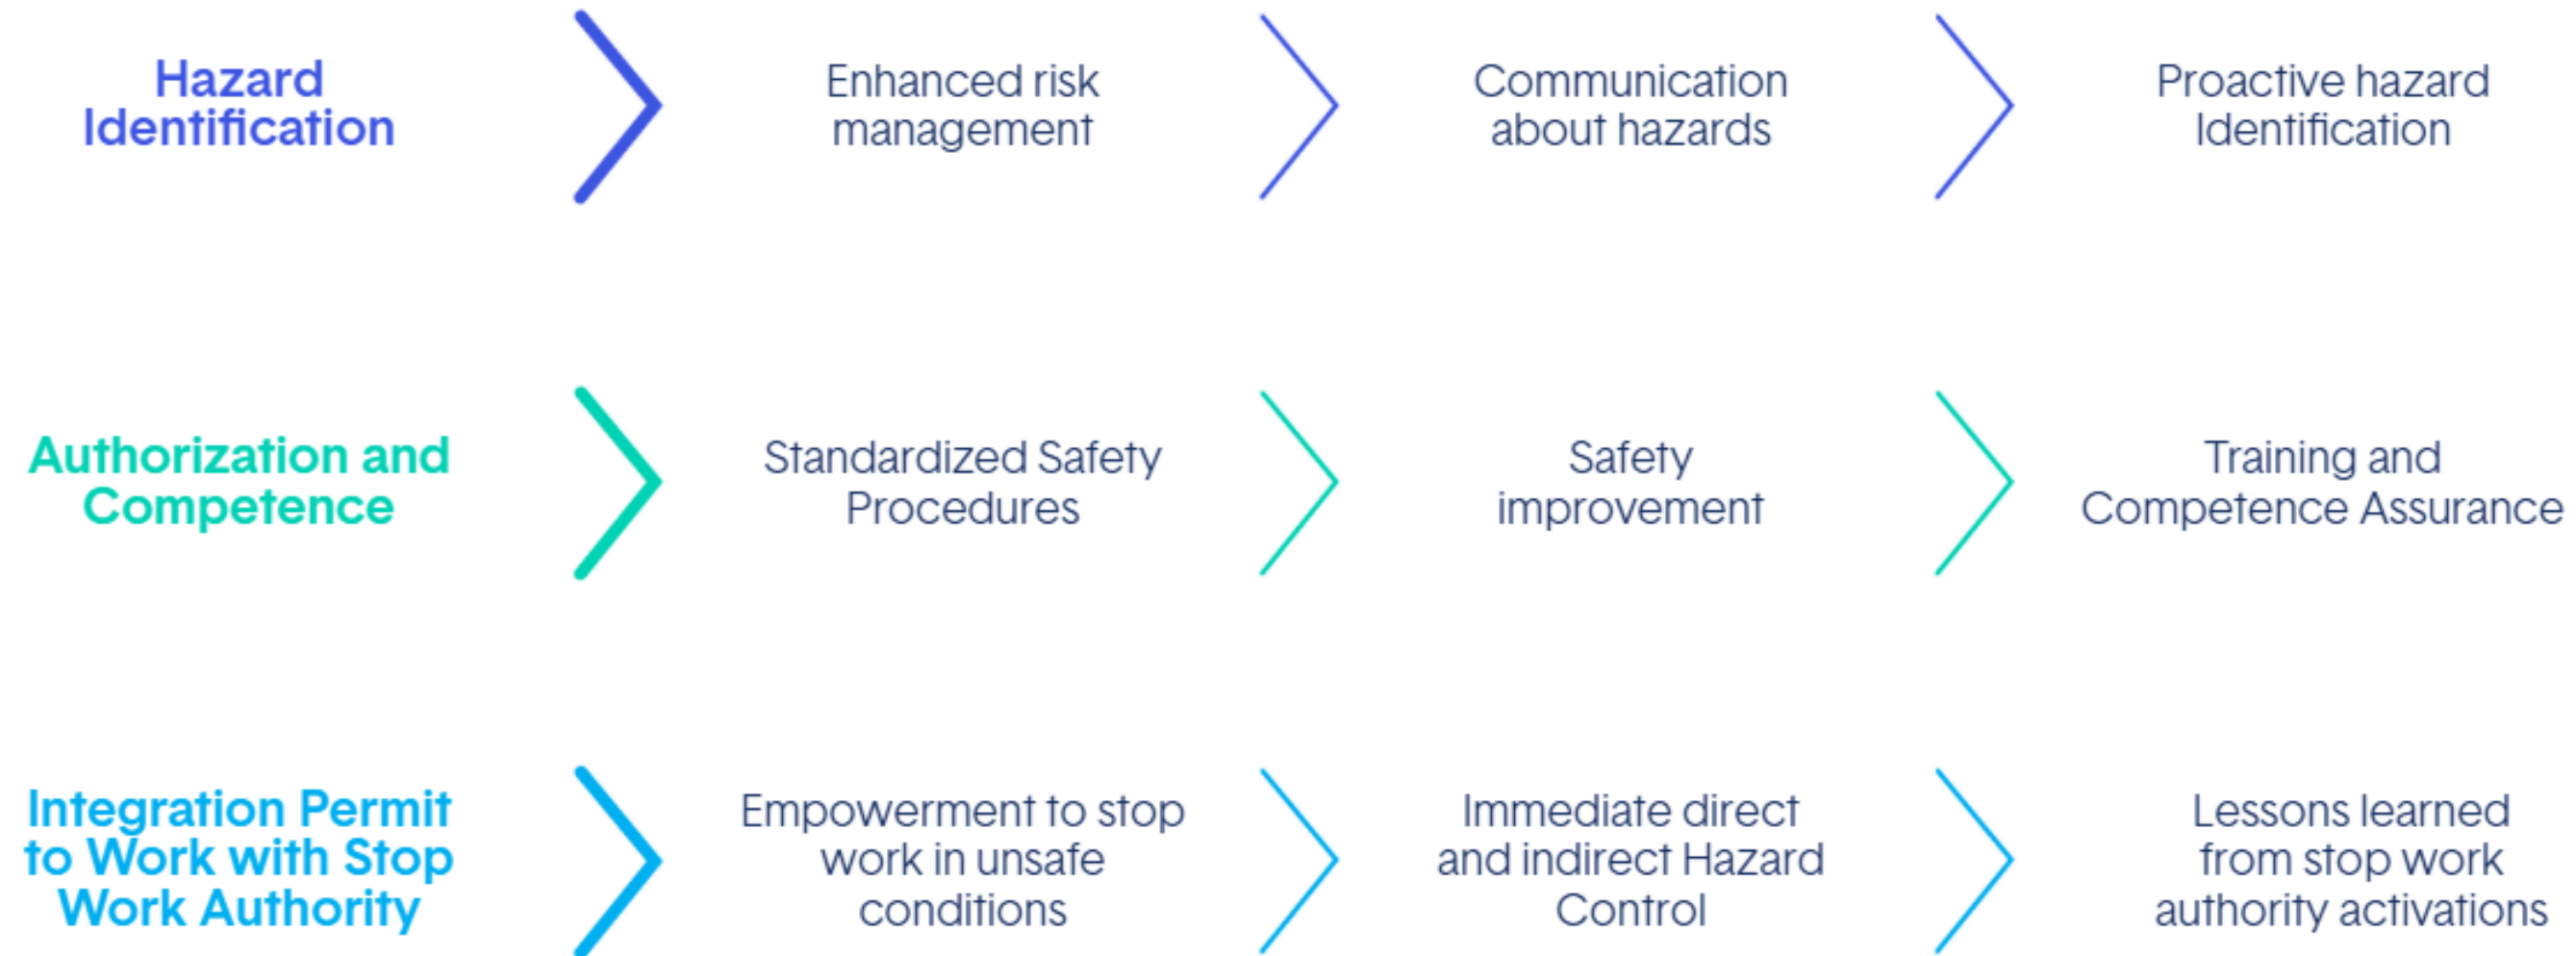 Hazard
Identification
Enhanced risk
management
Communication
about hazards
Proactive hazard
Identification
Authorization and
Competence
Standardized Safety
Procedures
Safety
improvement
Training and
Competence Assurance
Integration Permit
to Work with Stop
Work Authority
Empowerment to stop
work in unsafe
conditions
Immediate direct
and indirect Hazard
Control
Lessons learned
from stop work
authority activations